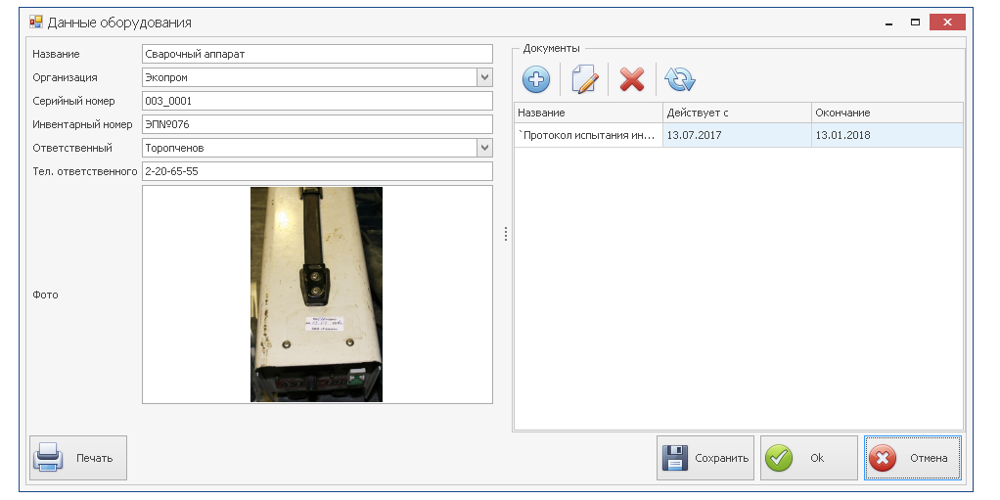 Данные оборудования
Название
Сварочный аппарат
Организация
Экопром
Серийный номер
003_0001
Инвентарный номер
ЭПNº076
Ответственный
Торопченов
Тел. ответственного
2-20-65-55
Фото
Документы
Название Действует с Окончание
`Протокол испытания ин... 13.07.2017 13.01.2018
Печать
Сохранить
Ok
Отмена